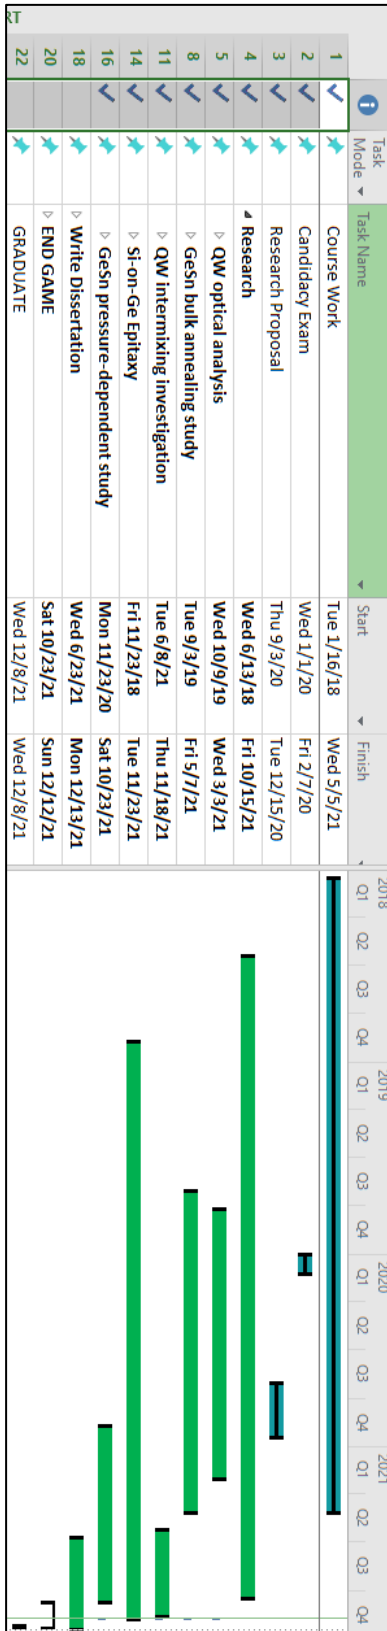 RT
Task
Mode Task Name Start Finish
2018 2019 2020 2021
Q1 Q2 Q3 Q4 Q1 Q2 Q3 Q4 Q1 Q2 Q3 Q4 Q1 Q2 Q3 Q4
1 Course Work Tue 1/16/18 Wed 5/5/21
2 Candidacy Exam Wed 1/1/20 Fri 2/7/20
3 Research Proposal Thu 9/3/20 Tue 12/15/20
4 Research Wed 6/13/18 Fri 10/15/21
5 QW optical analysis Wed 10/9/19 Wed 3/3/21
8 GeSn bulk annealing study Tue 9/3/19 Fri 5/7/21
11 QW intermixing investigation Tue 6/8/21 Thu 11/18/21
14 Si-on-Ge Epitaxy Fri 11/23/18 Tue 11/23/21
16 GeSn pressure-dependent study Mon 11/23/20 Sat 10/23/21
18 Write Dissertation Wed 6/23/21 Mon 12/13/21
20 END GAME Sat 10/23/21 Sun 12/12/21
22 GRADUATE Wed 12/8/21 Wed 12/8/21